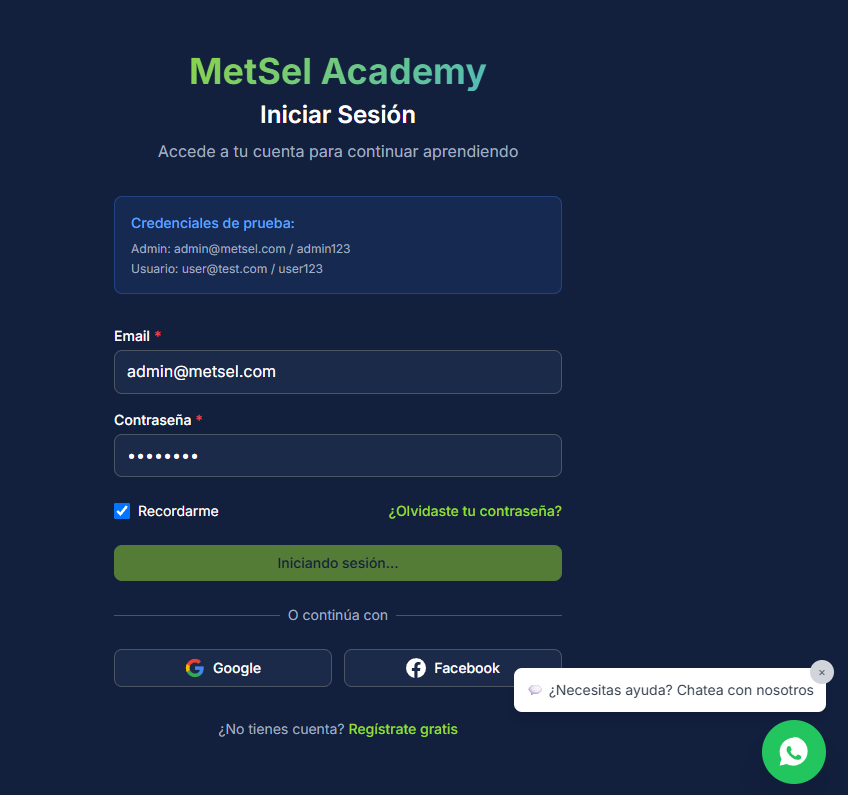 MetSel Academy
Iniciar Sesión
Accede a tu cuenta para continuar aprendiendo
Credenciales de prueba:
Admin: admin@metsel.com / admin123
Usuario: user@test.com / user123
Email *
admin@metsel.com
Contraseña *
••••••••
Recordarme
¿Olvidaste tu contraseña?
Iniciando sesión...
O continúa con
Google
Facebook
¿Necesitas ayuda? Chatea con nosotros
×
¿No tienes cuenta? Regístrate gratis